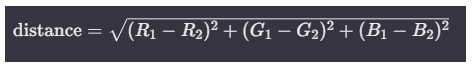 distance = √(R₁ − R₂)² + (G₁ − G₂)² + (B₁ − B₂)²